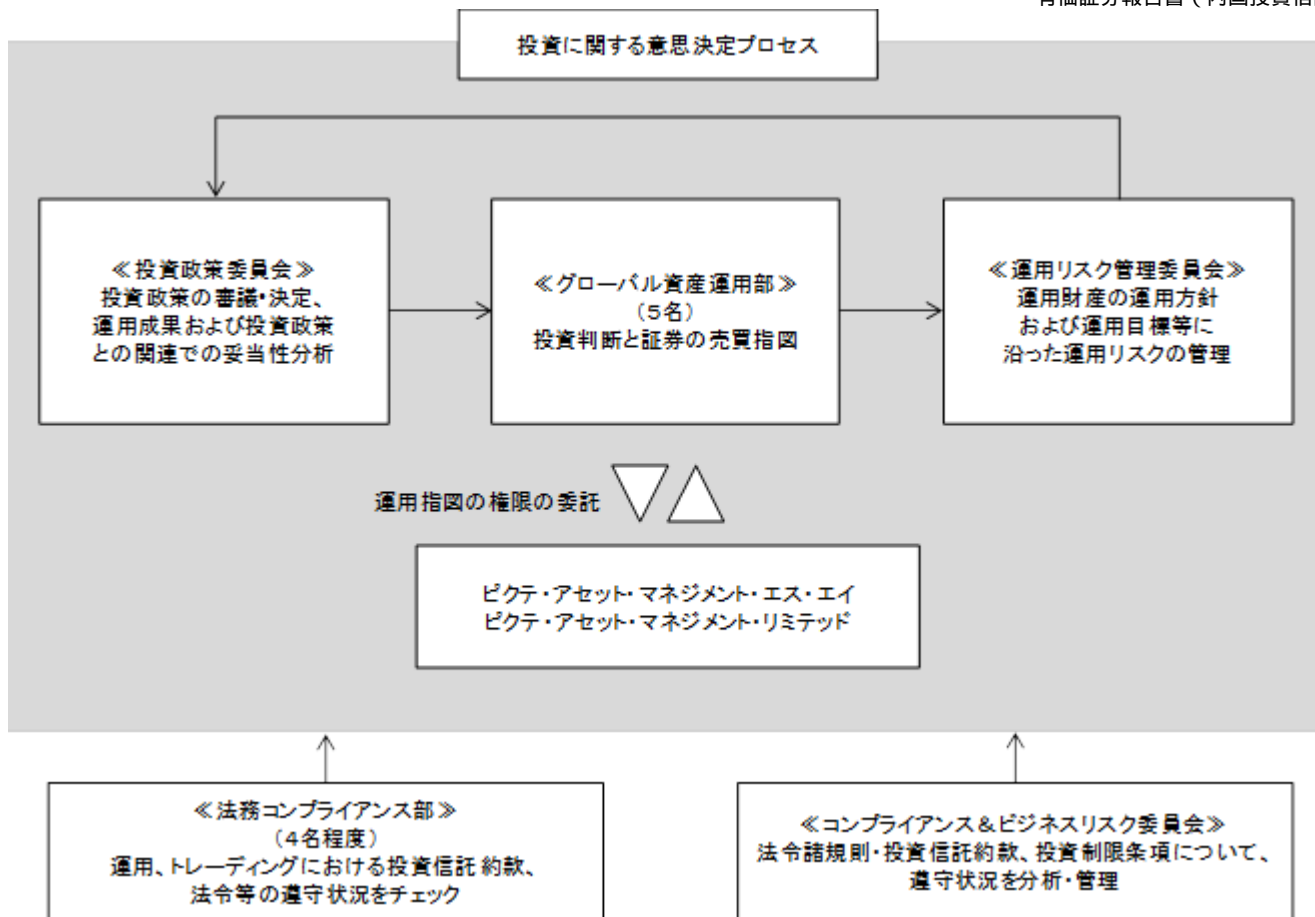 有価証券報告書(内国投資信
投資に関する意思決定プロセス
≪投資政策委員会≫
投資政策の審議・決定、
運用成果および投資政策
との関連での妥当性分析
≪グローバル資産運用部≫
(5名)
投資判断と証券の売買指図
≪運用リスク管理委員会≫
運用財産の運用方針
および運用目標等に
沿った運用リスクの管理
運用指図の権限の委託
ピクテ・アセット・マネジメント・エス・エイ
ピクテ・アセット・マネジメント・リミテッド
≪法務コンプライアンス部≫
(4名程度)
運用、トレーディングにおける投資信託約款、
法令等の遵守状況をチェック
≪コンプライアンス&ビジネスリスク委員会≫
法令諸規則・投資信託約款、投資制限条項について、
遵守状況を分析・管理